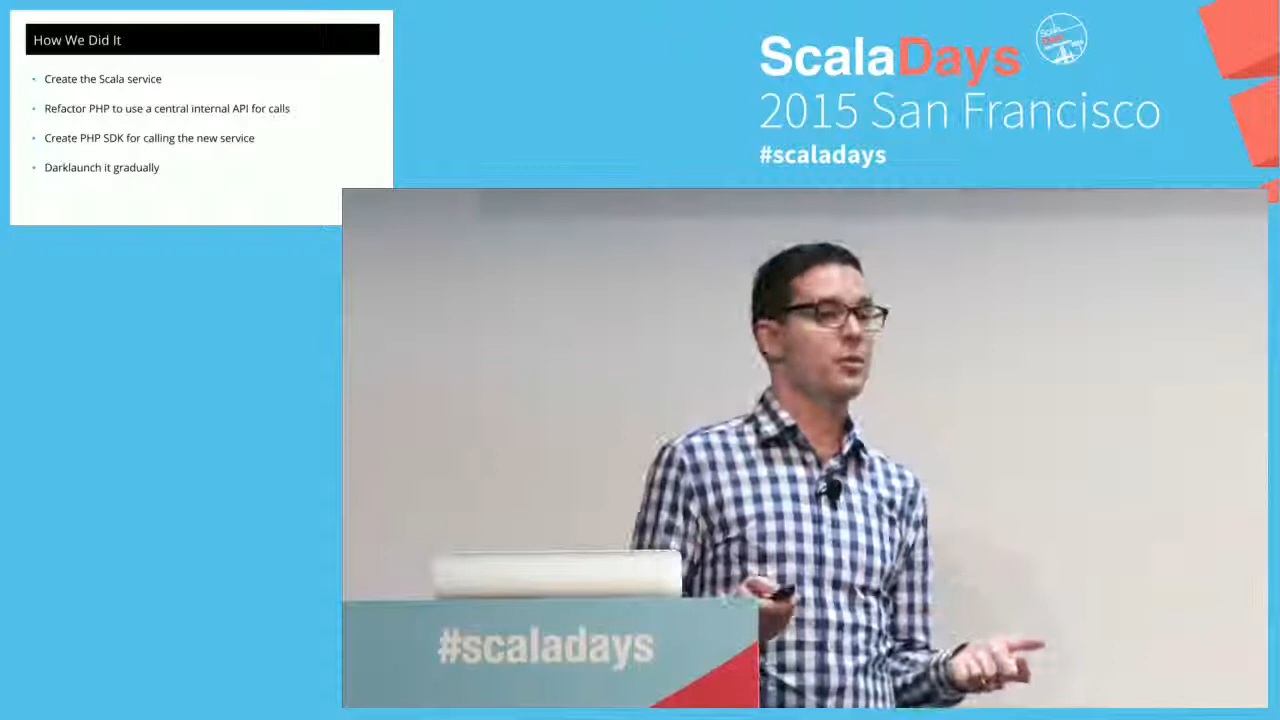 How We Did It
• Create the Scala service
• Refactor PHP to use a central internal API for calls
• Create PHP SDK for calling the new service
• Darklaunch it gradually
ScalaDays
2015 San Francisco
#scaladays
#scaladays